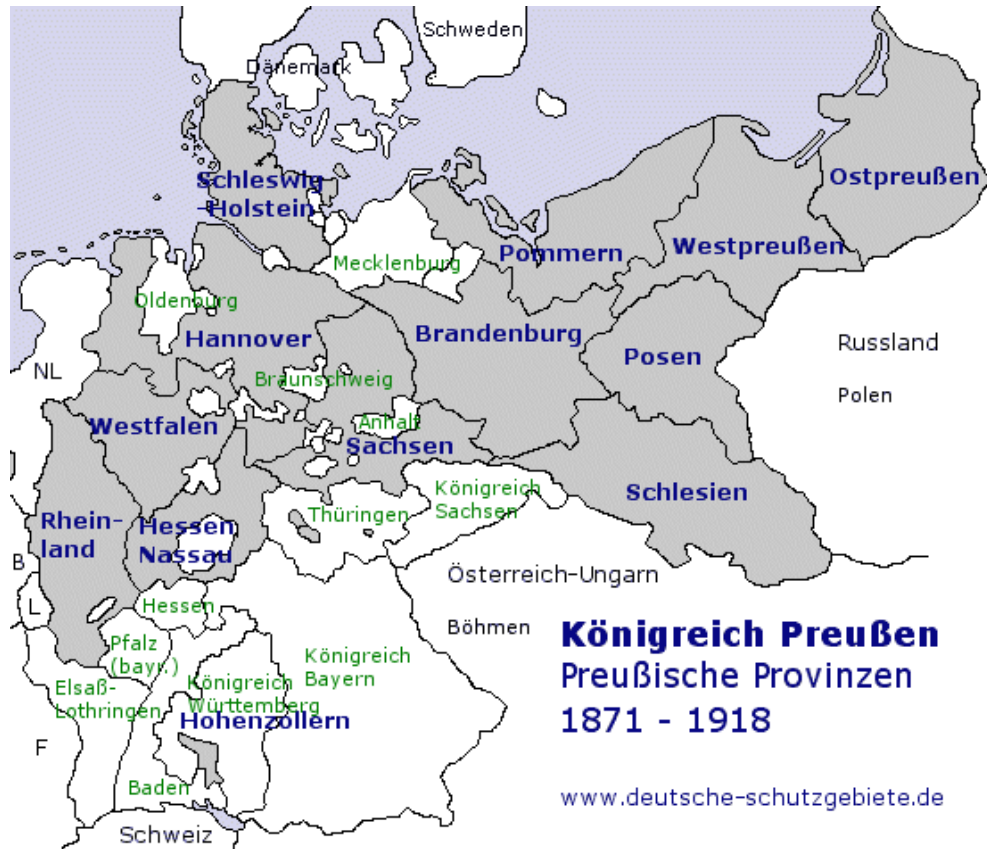 Schweden
Dänemark
Schleswig
-Holstein
Ostpreußen
Westpreußen
Pommern
Mecklenburg
Oldenburg
Hannover
Brandenburg
Posen
Russland
Polen
NL
Braunschweig
Westfalen
Anhalt
Sachsen
Königreich
Sachsen
Schlesien
Thüringen
Rhein-
land
Hessen
Nassau
B
L
Hessen
Österreich-Ungarn
Böhmen
Pfalz
(bayr.)
Königreich
Bayern
Elsaß-
Lothringen
Königreich
Württemberg
Hohenzollern
F
Baden
Schweiz
Königreich Preußen
Preußische Provinzen
1871 - 1918
www.deutsche-schutzgebiete.de